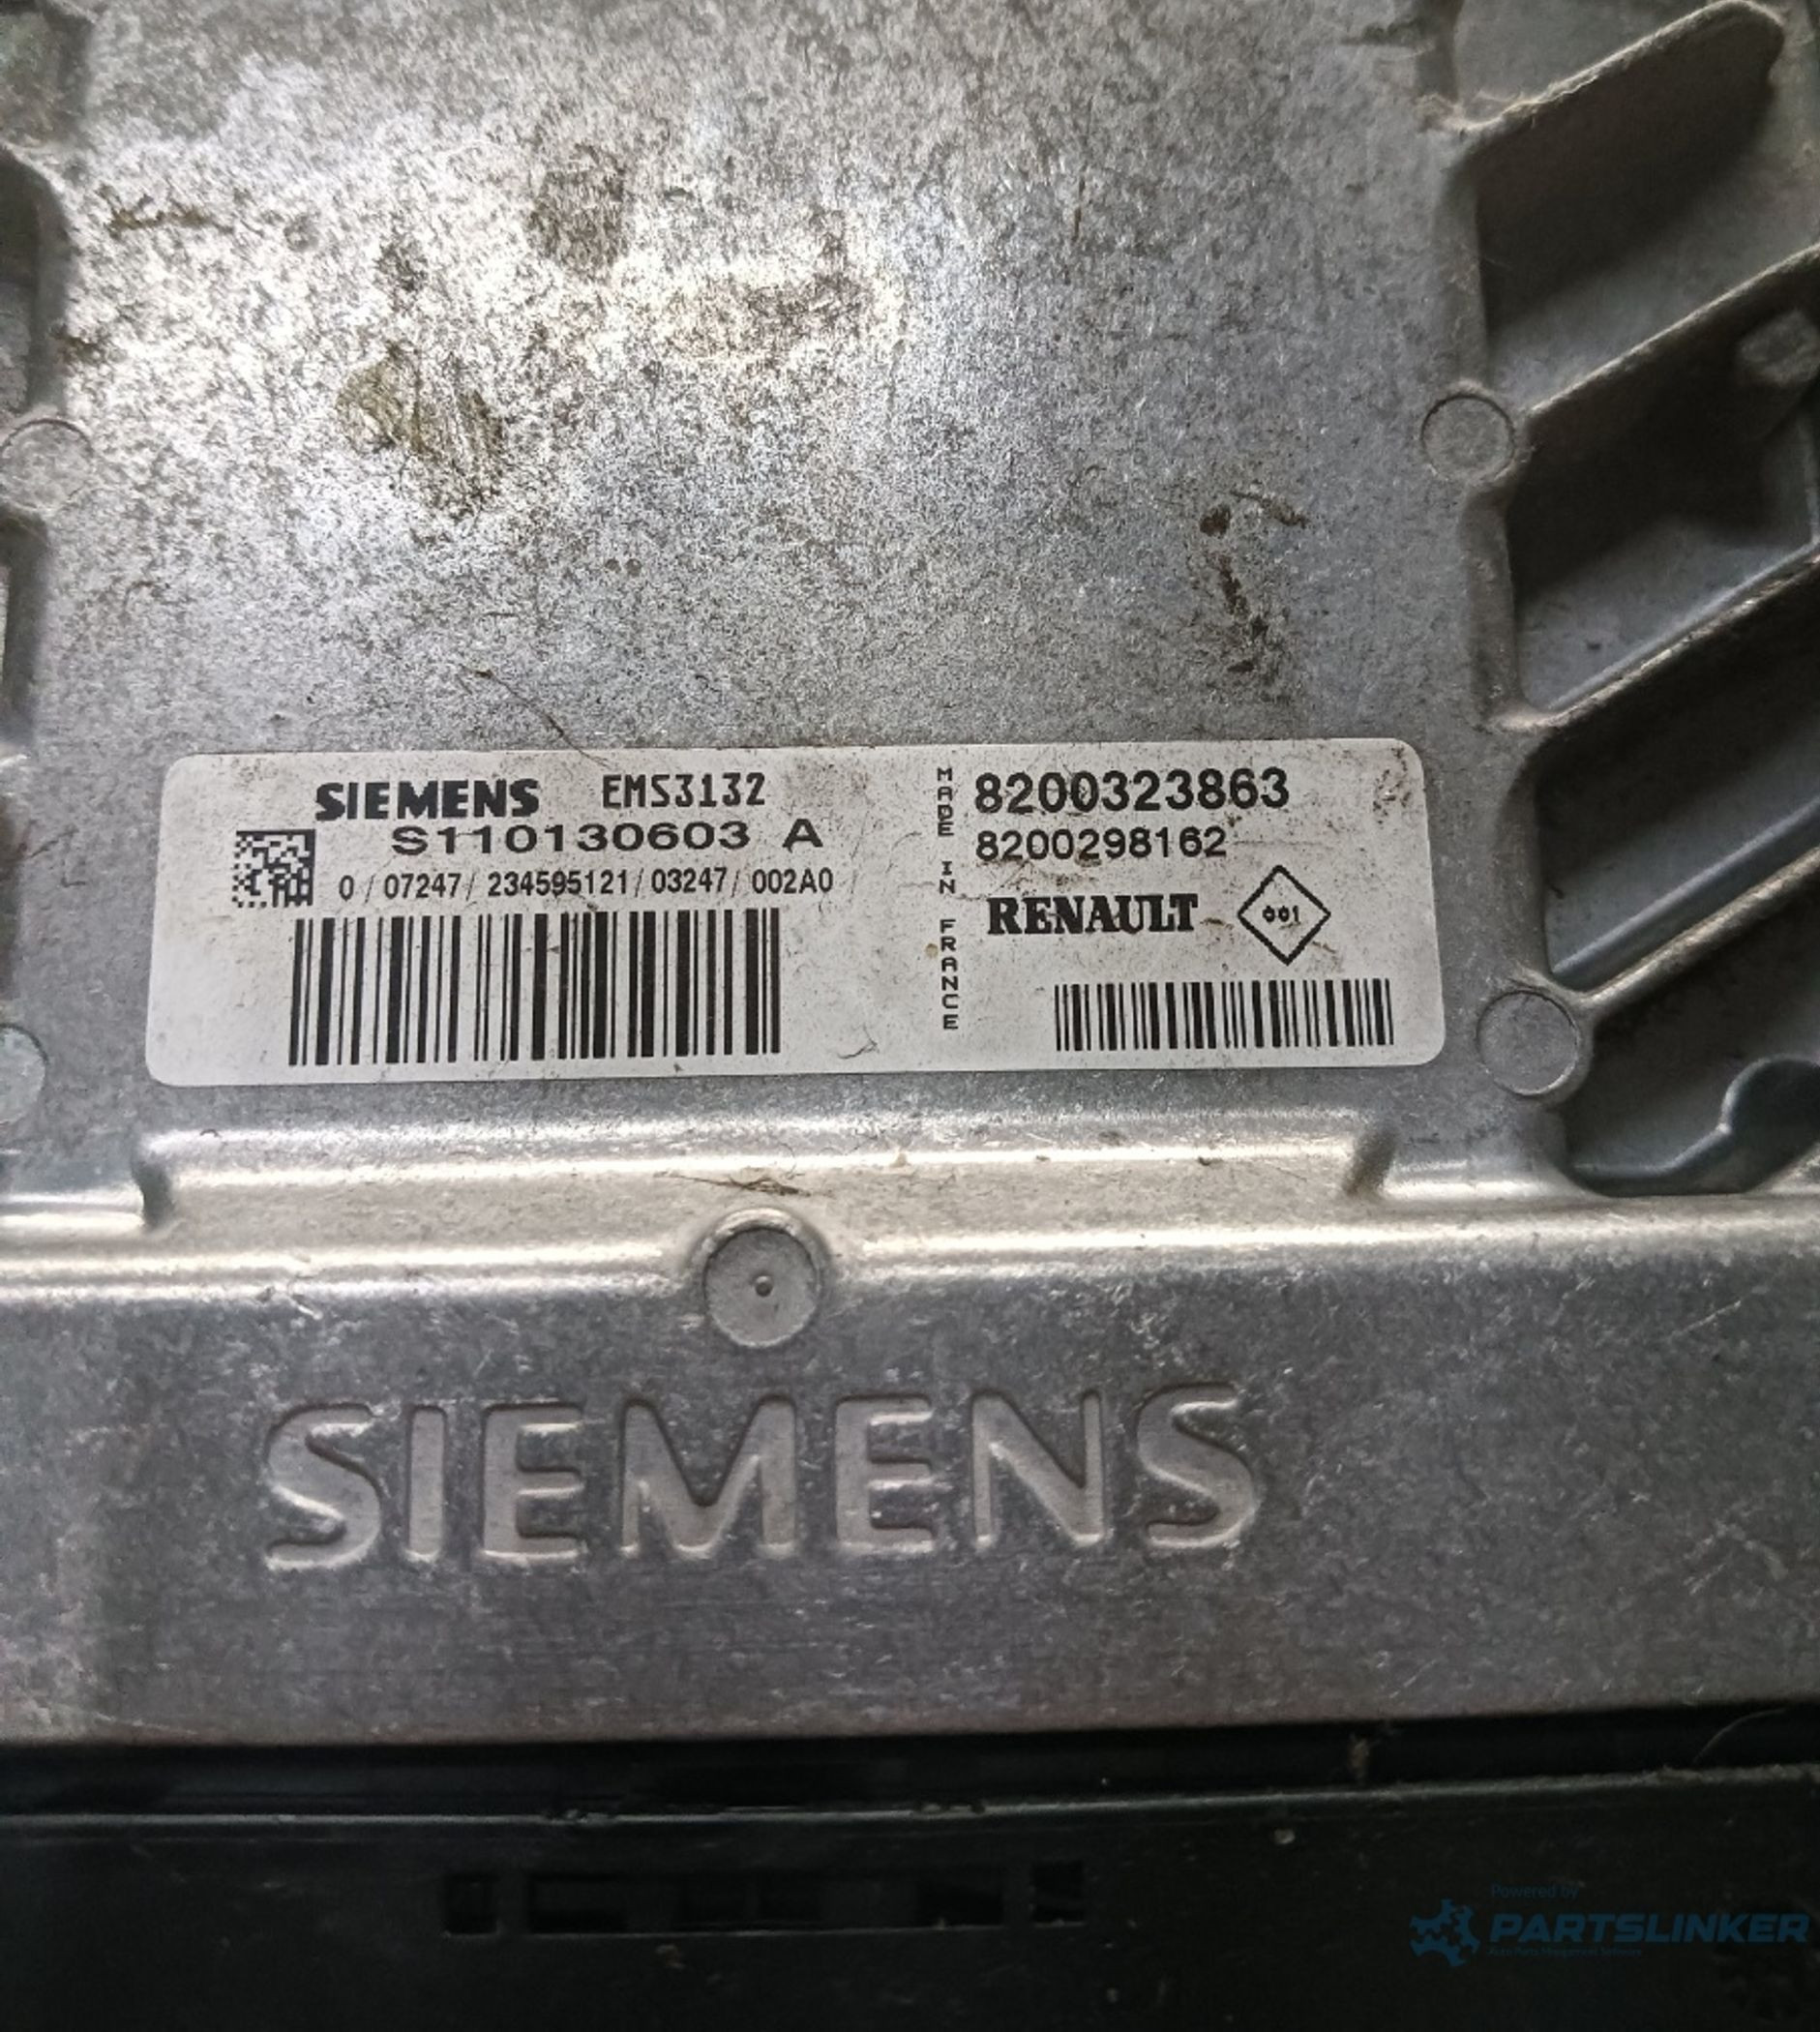 SIEMENS EMS3132
S110130603 A
0 / 07247 / 234595121 / 03247 / 002A0
MADE IN FRANCE
8200323863
8200298162
RENAULT 001
SIEMENS
Powered by
PARTSLINKER